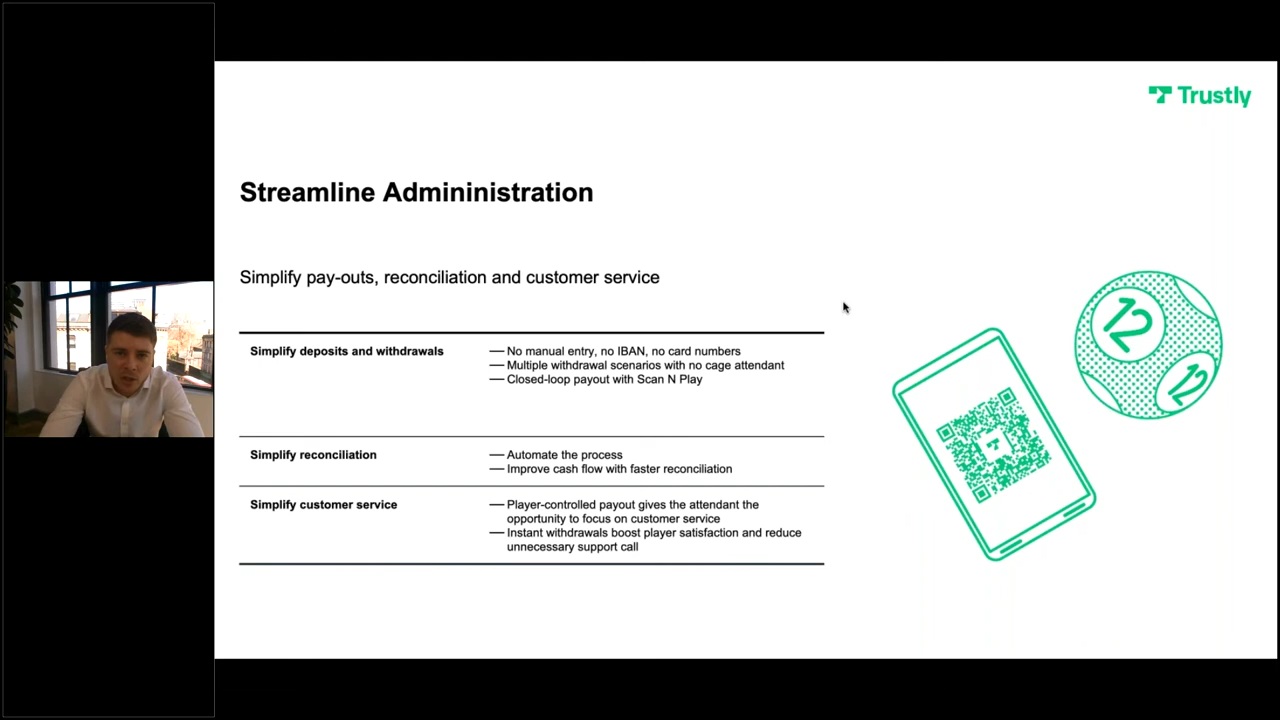 Trustly
Streamline Admininistration
Simplify pay-outs, reconciliation and customer service
Simplify deposits and withdrawals
— No manual entry, no IBAN, no card numbers
— Multiple withdrawal scenarios with no cage attendant
— Closed-loop payout with Scan N Play
Simplify reconciliation
— Automate the process
— Improve cash flow with faster reconciliation
Simplify customer service
— Player-controlled payout gives the attendant the
opportunity to focus on customer service
— Instant withdrawals boost player satisfaction and reduce
unnecessary support call
12
12